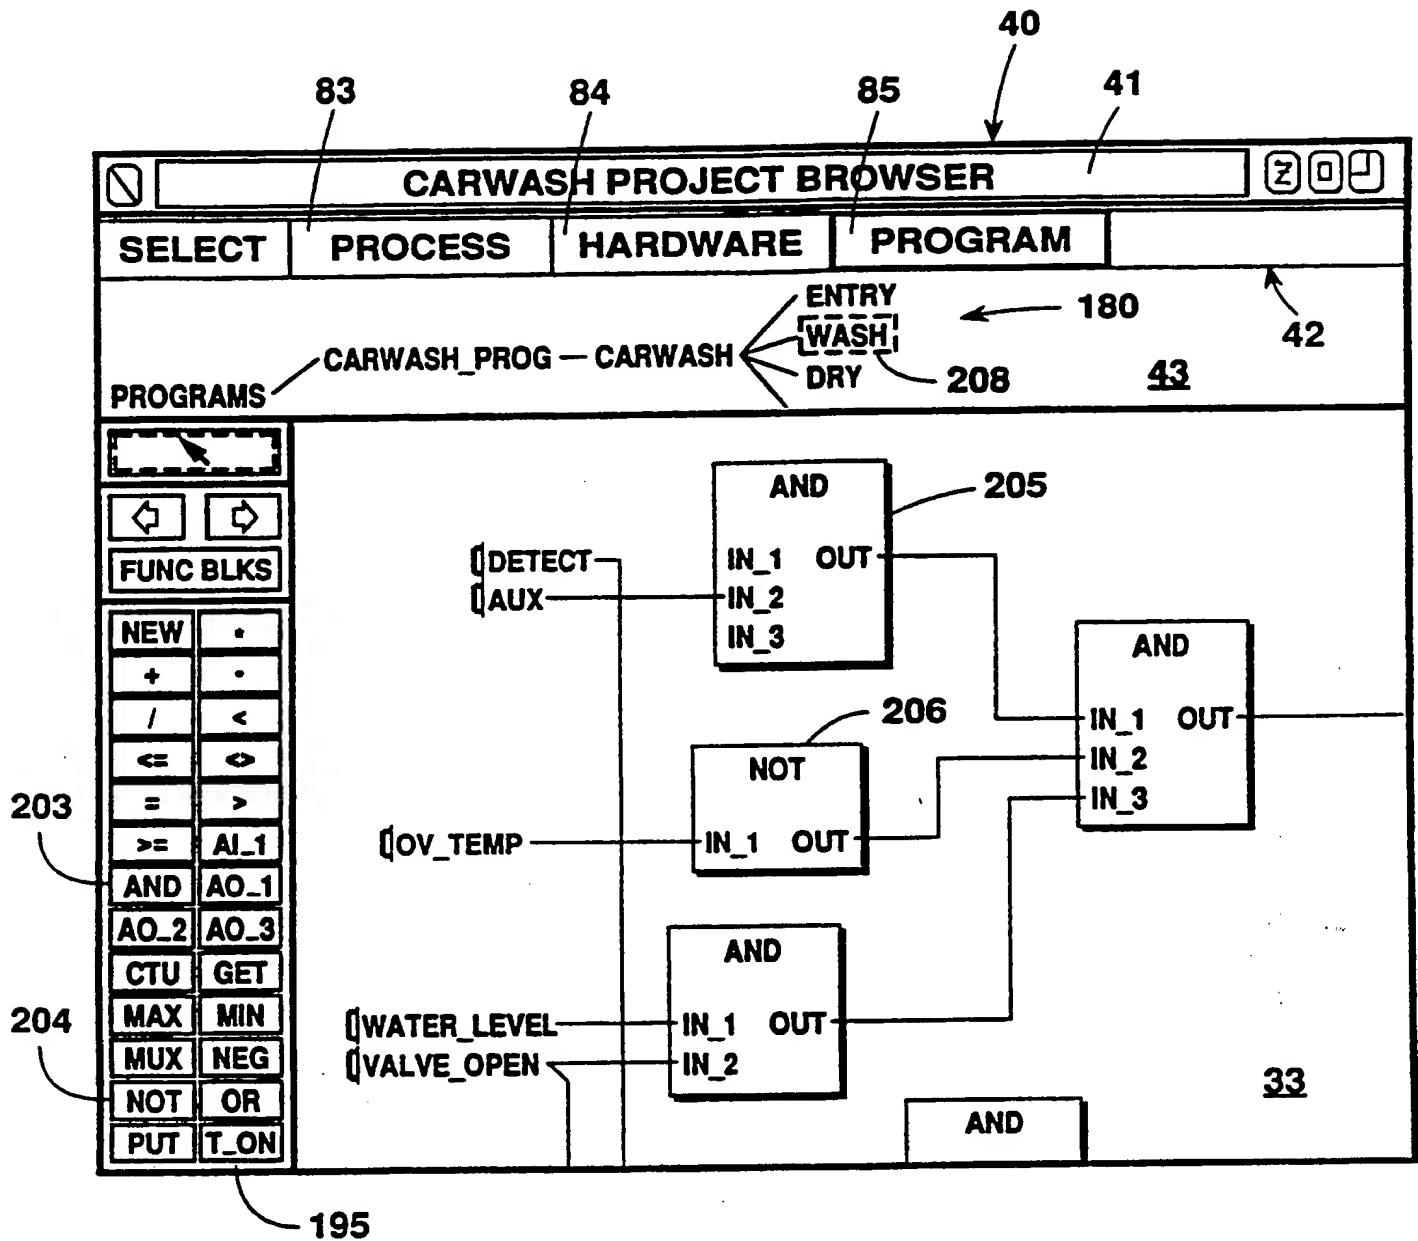 40
83 84 85 41
CARWASH PROJECT BROWSER Z
SELECT PROCESS HARDWARE PROGRAM
ENTRY 180
WASH 42
CARWASH_PROG CARWASH
DRY 208 43
PROGRAMS
AND 205
FUNC BLKS
DETECT IN_1 OUT
AUX IN_2
IN_3
NEW *
+ -
/ <
<= <>
= >
>= AI_1
203
AND AO_1
AO_2 AO_3
CTU GET
204
MAX MIN
MUX NEG
NOT OR
PUT T_ON
195
AND
IN_1 OUT
IN_2
IN_3
206
NOT
OV_TEMP IN_1 OUT
AND
WATER_LEVEL IN_1 OUT
VALVE_OPEN IN_2
33
AND